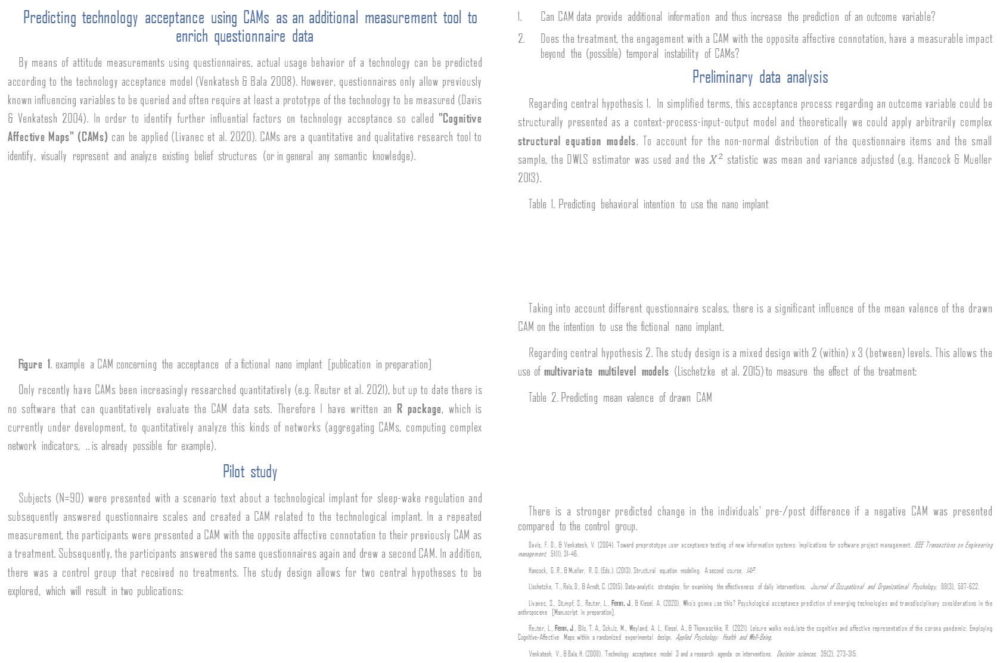 Predicting technology acceptance using CAMs as an additional measurement tool to
enrich questionnaire data
By means of attitude measurements using questionnaires, actual usage behavior of a technology can be predicted
according to the technology acceptance model (Venkatesh & Bala 2008). However, questionnaires only allow previously
known influencing variables to be queried and often require at least a prototype of the technology to be measured (Davis
& Venkatesh 2004). In order to identify further influential factors on technology acceptance so called "Cognitive
Affective Maps" (CAMs) can be applied (Livanec et al. 2020). CAMs are a quantitative and qualitative research tool to
identify, visually represent and analyze existing belief structures (or in general any semantic knowledge).
Figure 1. example a CAM concerning the acceptance of a fictional nano implant [publication in preparation]
Only recently have CAMs been increasingly researched quantitatively (e.g. Reuter et al. 2021), but up to date there is
no software that can quantitatively evaluate the CAM data sets. Therefore I have written an R package, which is
currently under development, to quantitatively analyze this kinds of networks (aggregating CAMs, computing complex
network indicators, .. is already possible for example).
Pilot study
Subjects (N=90) were presented with a scenario text about a technological implant for sleep-wake regulation and
subsequently answered questionnaire scales and created a CAM related to the technological implant. In a repeated
measurement, the participants were presented a CAM with the opposite affective connotation to their previously CAM as
a treatment. Subsequently, the participants answered the same questionnaires again and drew a second CAM. In addition,
there was a control group that received no treatments. The study design allows for two central hypotheses to be
explored, which will result in two publications:
1. Can CAM data provide additional information and thus increase the prediction of an outcome variable?
2. Does the treatment, the engagement with a CAM with the opposite affective connotation, have a measurable impact
beyond the (possible) temporal instability of CAMs?
Preliminary data analysis
Regarding central hypothesis 1. In simplified terms, this acceptance process regarding an outcome variable could be
structurally presented as a context-process-input-output model and theoretically we could apply arbitrarily complex
structural equation models. To account for the non-normal distribution of the questionnaire items and the small
sample, the DWLS estimator was used and the X² statistic was mean and variance adjusted (e.g. Hancock & Mueller
2013).
Table 1. Predicting behavioral intention to use the nano implant
Taking into account different questionnaire scales, there is a significant influence of the mean valence of the drawn
CAM on the intention to use the fictional nano implant.
Regarding central hypothesis 2. The study design is a mixed design with 2 (within) x 3 (between) levels. This allows the
use of multivariate multilevel models (Lischetzke et al. 2015) to measure the effect of the treatment:
Table 2. Predicting mean valence of drawn CAM
There is a stronger predicted change in the individuals' pre-/post difference if a negative CAM was presented
compared to the control group.
Davis, F. D., & Venkatesh, V. (2004). Toward preprototype user acceptance testing of new information systems: implications for software project management. IEEE Transactions on Engineering
management, 51(1), 31-46.
Hancock, G. R., & Mueller, R. O. (Eds.). (2013). Structural equation modeling: A second course. IAP.
Lischetzke, T., Reis, D., & Arndt, C. (2015). Data-analytic strategies for examining the effectiveness of daily interventions. Journal of Occupational and Organizational Psychology, 88(3), 587-622.
Livanec, S., Stumpf, S., Reuter, L., Fenn, J., & Kiesel, A. (2020). Who's gonna use this? Psychological acceptance prediction of emerging technologies and transdisciplinary considerations in the
anthropocene [Manuscript in preparation].
Reuter, L., Fenn, J., Bilo, T. A., Schulz, M., Weyland, A. L., Kiesel, A., & Thomaschke, R. (2021). Leisure walks modulate the cognitive and affective representation of the corona pandemic: Employing
Cognitive-Affective Maps within a randomized experimental design. Applied Psychology: Health and Well-Being.
Venkatesh, V., & Bala, H. (2008). Technology acceptance model 3 and a research agenda on interventions. Decision sciences, 39(2), 273-315.